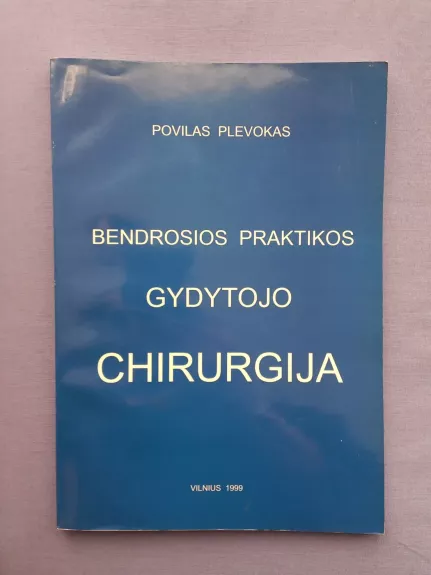 POVILAS PLEVOKAS
BENDROSIOS PRAKTIKOS
GYDYTOJO
CHIRURGIJA
VILNIUS 1999